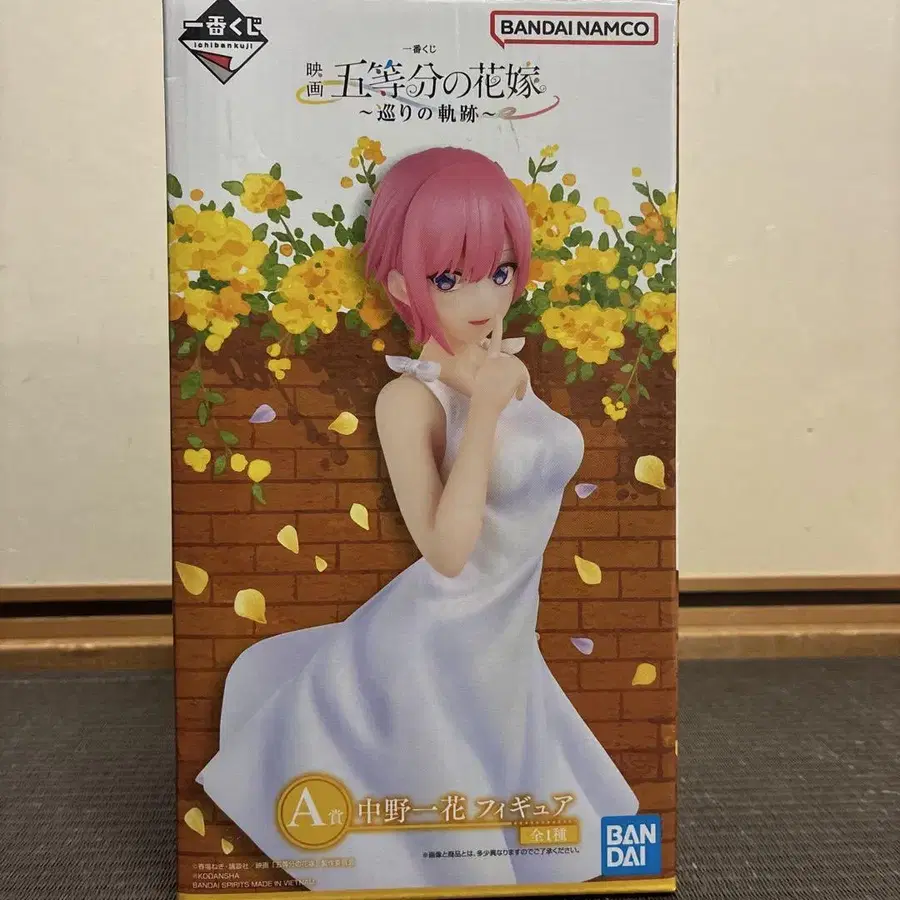 一番くじ
ichibankuji
BANDAI NAMCO
一番くじ
映画 五等分の花嫁
〜巡りの軌跡〜
A賞 中野一花 フィギュア
全1種
※画像と商品とは、多少異なりますのでご了承ください。
©春場ねぎ・講談社／映画「五等分の花嫁」製作委員会
©KODANSHA
BANDAI SPIRITS MADE IN VIETNAM
BAN
DAI